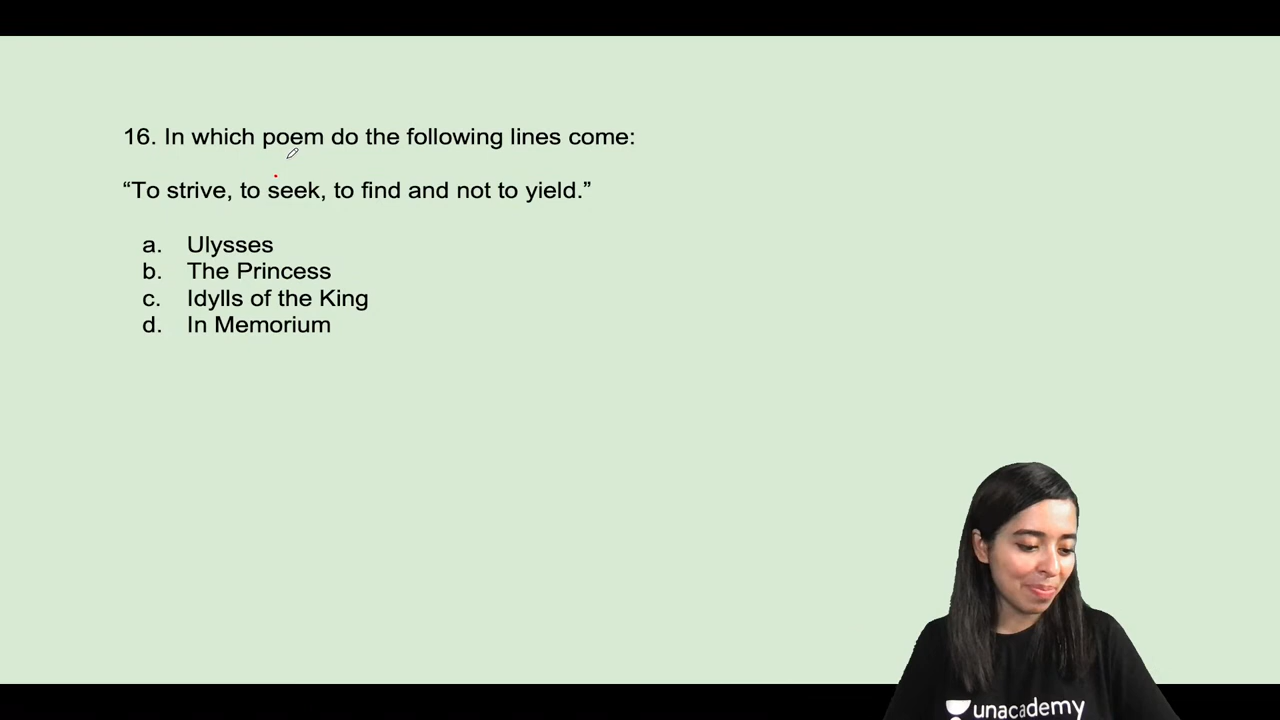 16. In which poem do the following lines come:
“To strive, to seek, to find and not to yield.”
a. Ulysses
b. The Princess
c. Idylls of the King
d. In Memorium
unacademy